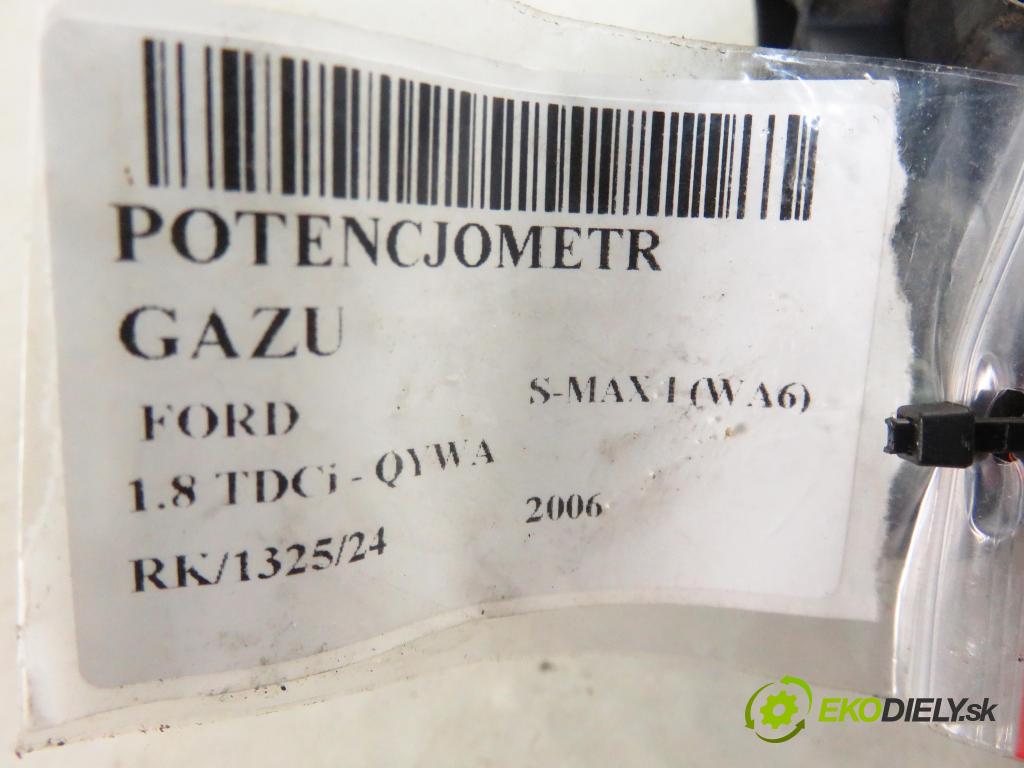 POTENCJOMETR
GAZU
FORD S-MAX I (WA6)
1.8 TDCi - QYWA
2006
RK/1325/24
EKODIELY.sk